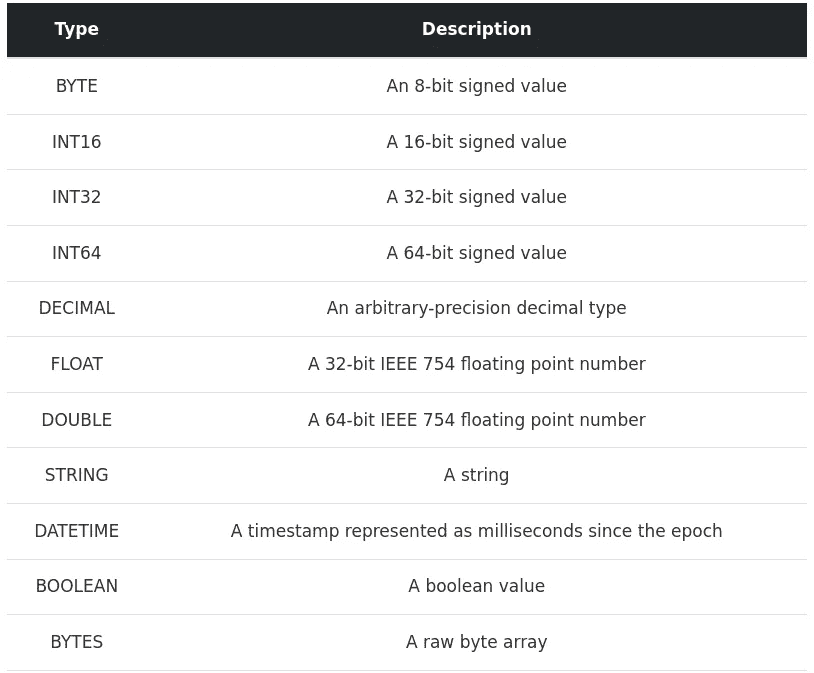 Type Description
BYTE An 8-bit signed value
INT16 A 16-bit signed value
INT32 A 32-bit signed value
INT64 A 64-bit signed value
DECIMAL An arbitrary-precision decimal type
FLOAT A 32-bit IEEE 754 floating point number
DOUBLE A 64-bit IEEE 754 floating point number
STRING A string
DATETIME A timestamp represented as milliseconds since the epoch
BOOLEAN A boolean value
BYTES A raw byte array